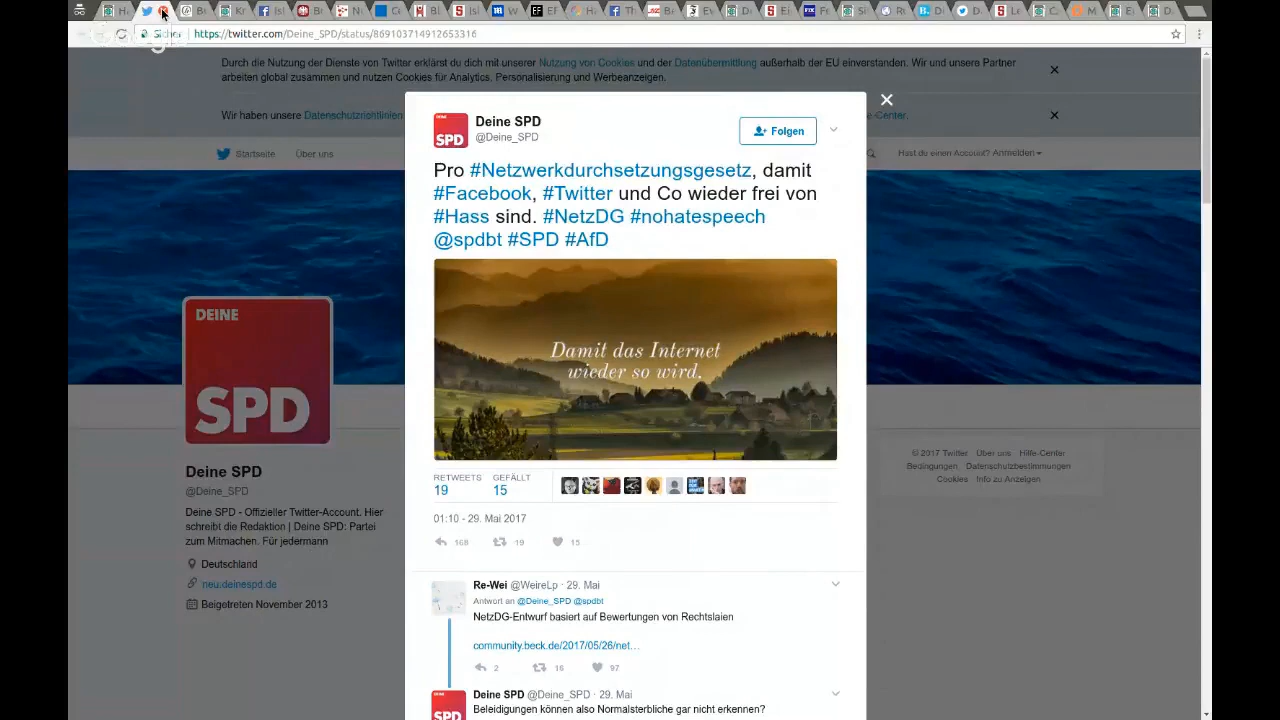 Sicher
https://twitter.com/Deine_SPD/status/869103714912653316
Durch die Nutzung der Dienste von Twitter erklärst du dich mit unserer Nutzung von Cookies und der Datenübermittlung außerhalb der EU einverstanden. Wir und unsere Partner
arbeiten global zusammen und nutzen Cookies für Analytics, Personalisierung und Werbeanzeigen.
Wir haben unsere Datenschutzrichtlinien
Center.
Startseite Über uns
Hast du einen Account? Anmelden
Deine SPD
@Deine_SPD
Folgen
Pro #Netzwerkdurchsetzungsgesetz, damit
#Facebook, #Twitter und Co wieder frei von
#Hass sind. #NetzDG #nohatespeech
@spdbt #SPD #AfD
Damit das Internet
wieder so wird.
RETWEETS GEFÄLLT
19 15
01:10 - 29. Mai 2017
168 19 15
DEINE
SPD
Deine SPD
@Deine_SPD
Deine SPD - Offizieller Twitter-Account. Hier
schreibt die Redaktion | Deine SPD: Partei
zum Mitmachen. Für jedermann
Deutschland
neu.deinespd.de
Beigetreten November 2013
© 2017 Twitter Über uns Hilfe-Center
Bedingungen Datenschutzbestimmungen
Cookies Info zu Anzeigen
Re-Wei @WeireLp · 29. Mai
Antwort an @Deine_SPD @spdbt
NetzDG-Entwurf basiert auf Bewertungen von Rechtslaien
community.beck.de/2017/05/26/net…
2 16 97
Deine SPD @Deine_SPD · 29. Mai
Beleidigungen können also Normalsterbliche gar nicht erkennen?